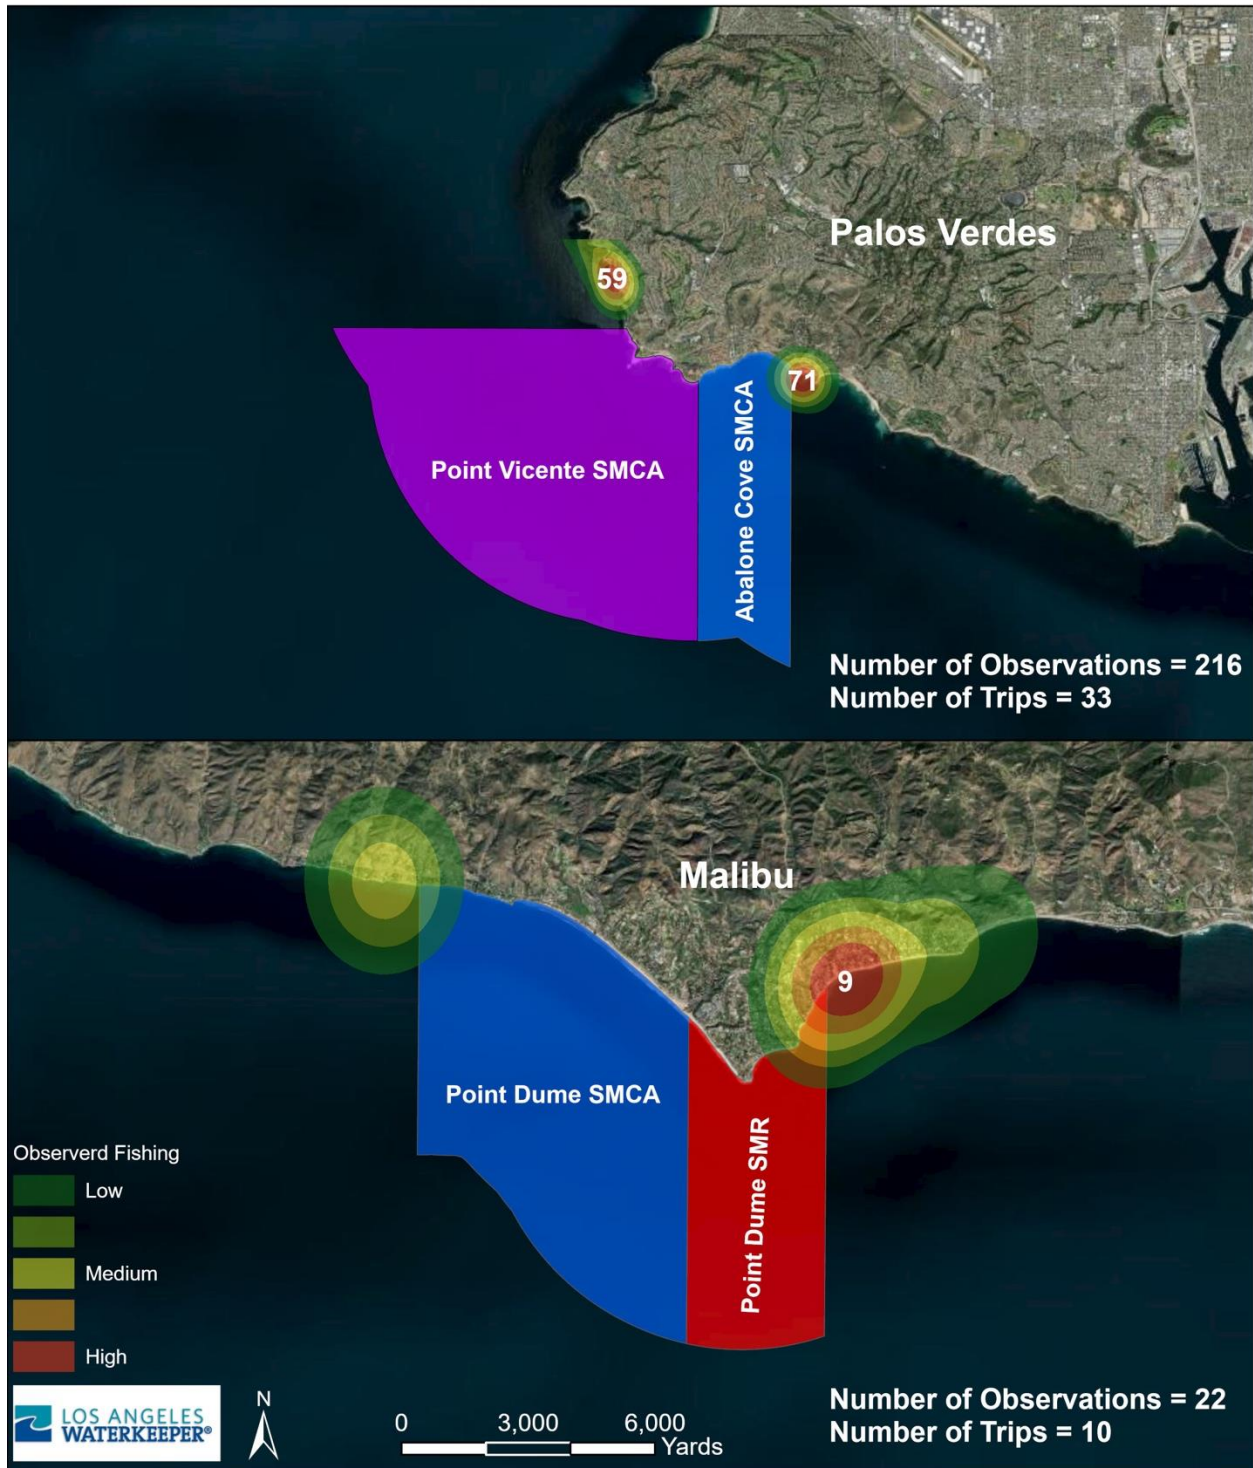 Palos Verdes
59
71
Point Vicente SMCA
Abalone Cove SMCA
Number of Observations = 216
Number of Trips = 33
Malibu
9
Point Dume SMCA
Point Dume SMR
Observerd Fishing
Low
Medium
High
LOS ANGELES
WATERKEEPER®
N
0 3,000 6,000
Yards
Number of Observations = 22
Number of Trips = 10